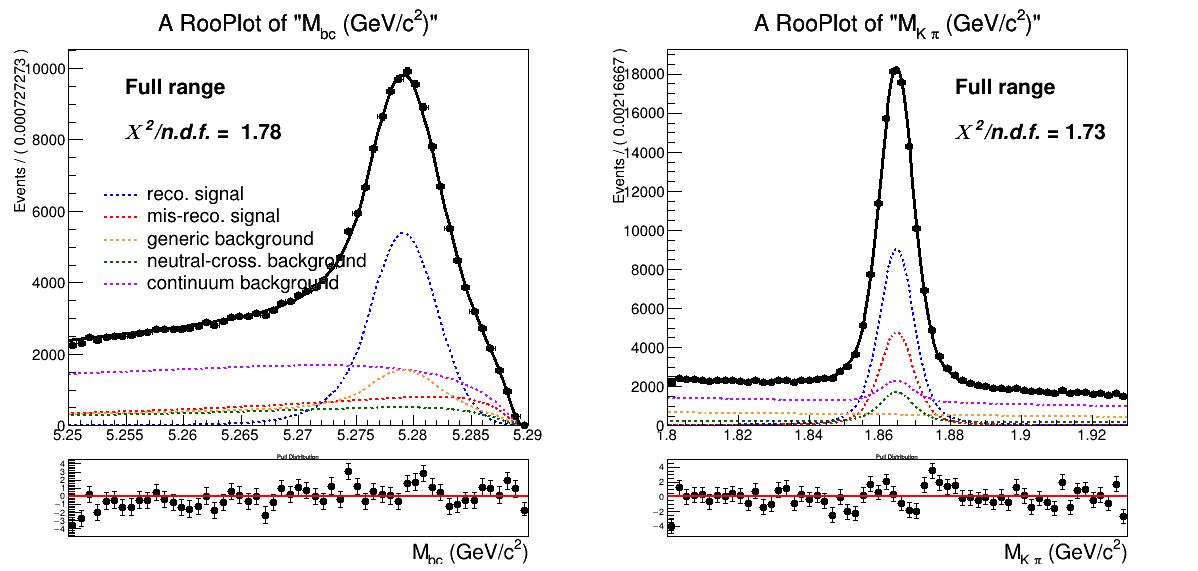 A RooPlot of "M_bc (GeV/c²)"
Events / ( 0.000727273 )
Full range
X²/n.d.f. = 1.78
reco. signal
mis-reco. signal
generic background
neutral-cross. background
continuum background
10000
8000
6000
4000
2000
0
5.25 5.255 5.26 5.265 5.27 5.275 5.28 5.285 5.29
Pull Distribution
4
3
2
1
0
−1
−2
−3
−4
M_bc (GeV/c²)
A RooPlot of "M_K π (GeV/c²)"
Events / ( 0.00216667 )
Full range
X²/n.d.f. = 1.73
18000
16000
14000
12000
10000
8000
6000
4000
2000
0
1.8 1.82 1.84 1.86 1.88 1.9 1.92
Pull Distribution
4
2
0
−2
−4
M_K π (GeV/c²)